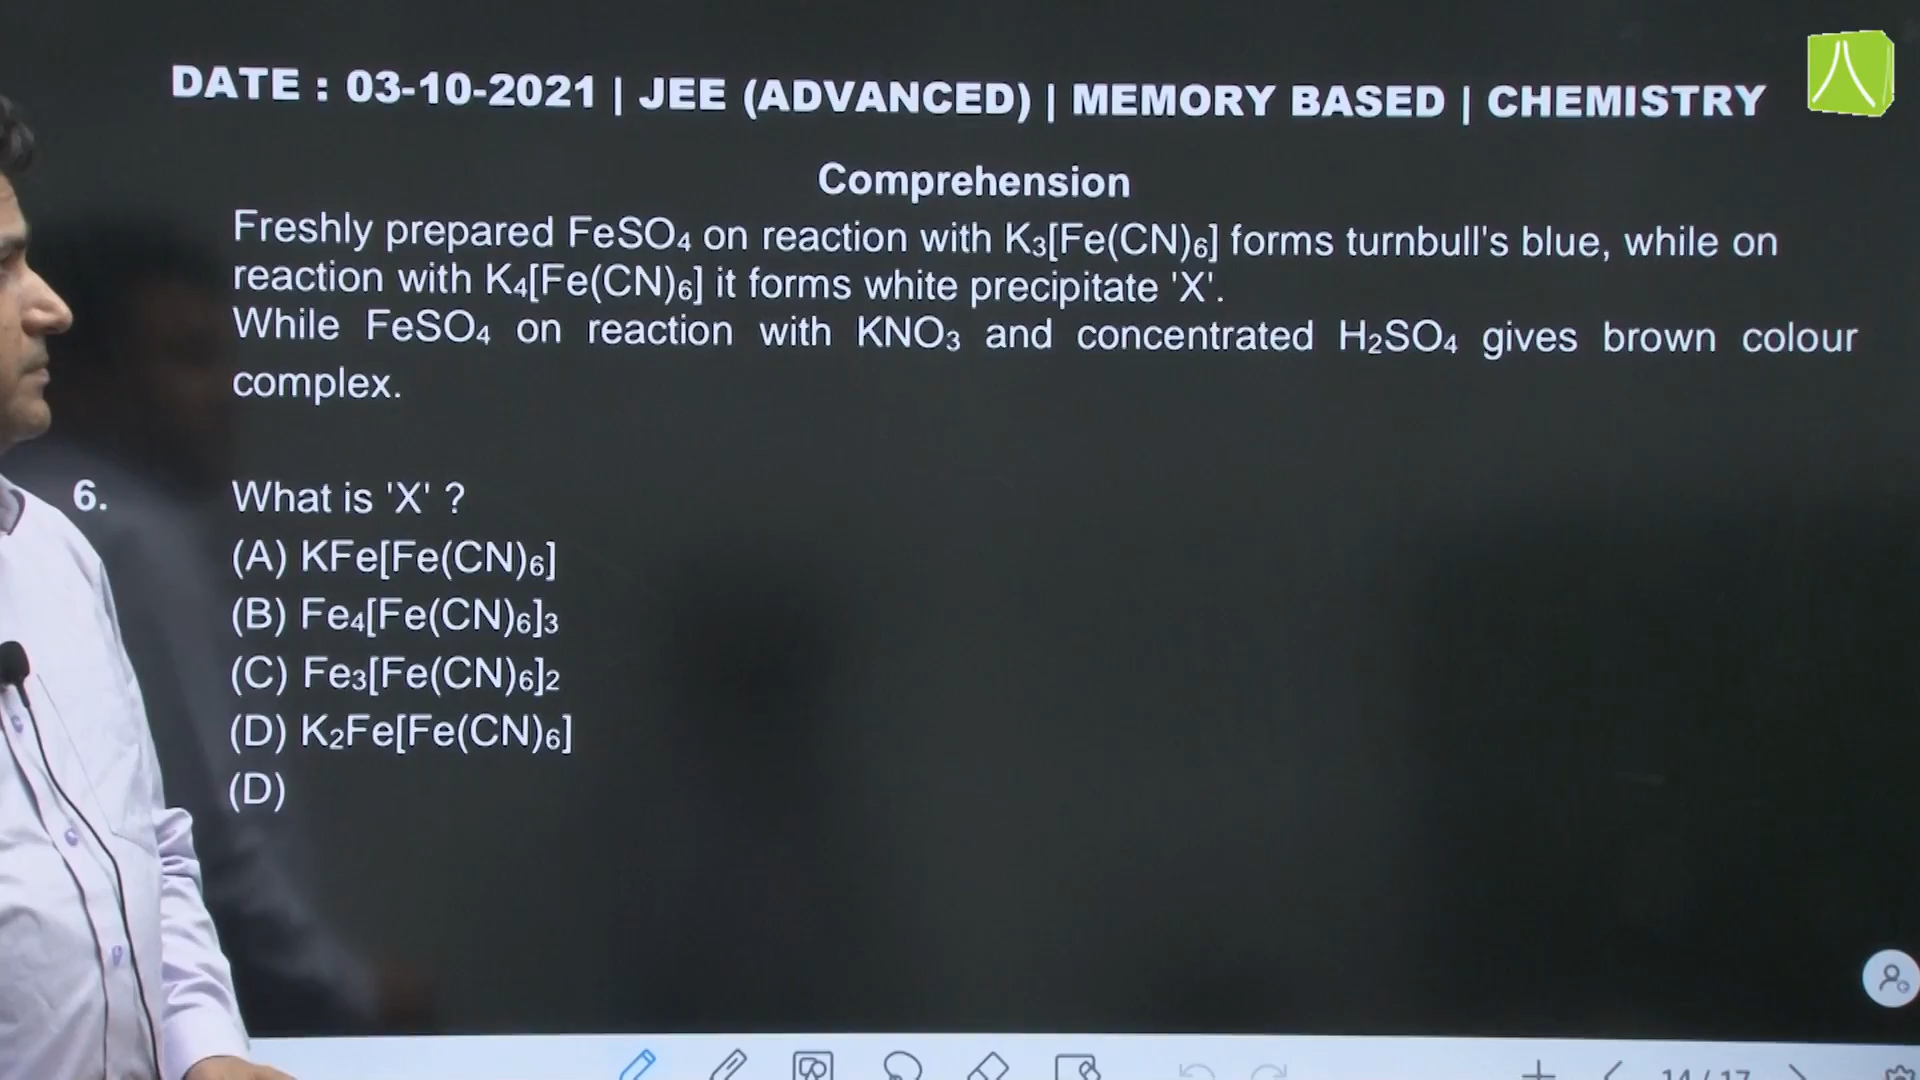 DATE : 03-10-2021 | JEE (ADVANCED) | MEMORY BASED | CHEMISTRY
Comprehension
Freshly prepared FeSO₄ on reaction with K₃[Fe(CN)₆] forms turnbull's blue, while on
reaction with K₄[Fe(CN)₆] it forms white precipitate 'X'.
While FeSO₄ on reaction with KNO₃ and concentrated H₂SO₄ gives brown colour
complex.
6. What is 'X' ?
(A) KFe[Fe(CN)₆]
(B) Fe₄[Fe(CN)₆]₃
(C) Fe₃[Fe(CN)₆]₂
(D) K₂Fe[Fe(CN)₆]
(D)
14 / 17